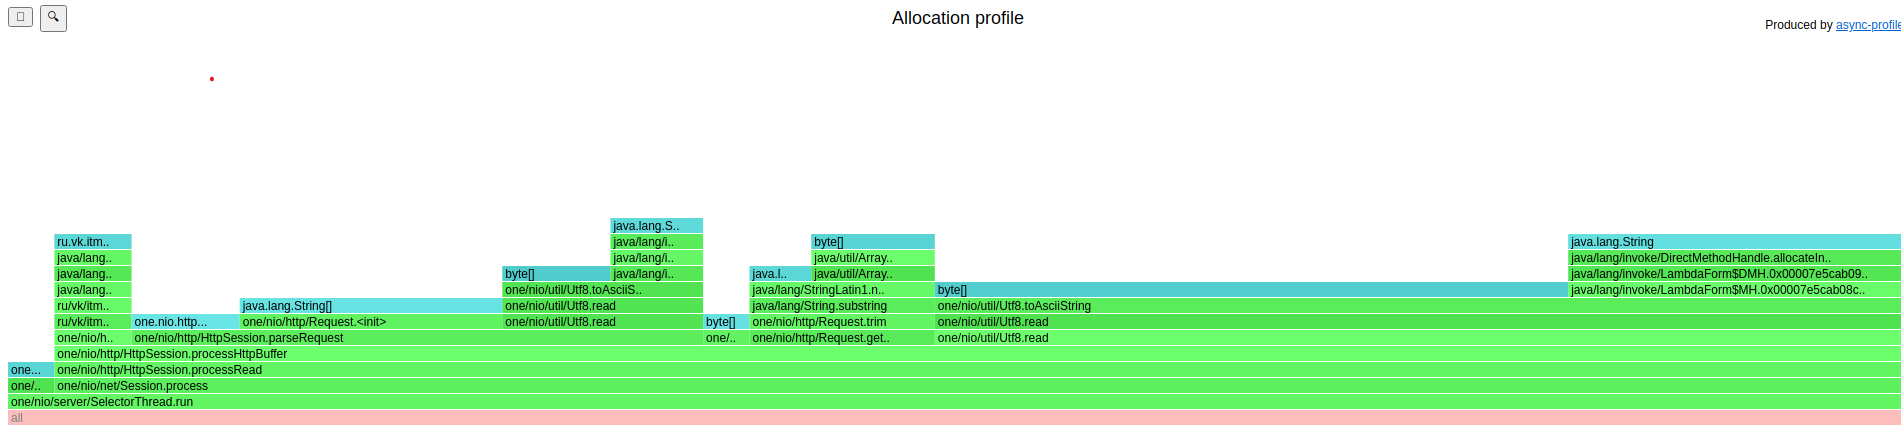 Allocation profile
Produced by async-profile
java.lang.S..
ru.vk.itm.. java/lang/i.. byte[] java.lang.String
java/lang.. java/lang/i.. java/util/Array.. java/lang/invoke/DirectMethodHandle.allocateIn..
java/lang.. byte[] java/lang/i.. java.l.. java/util/Array.. java/lang/invoke/LambdaForm$DMH.0x00007e5cab09..
java/lang.. one/nio/util/Utf8.toAsciiS.. java/lang/StringLatin1.n.. byte[] java/lang/invoke/LambdaForm$MH.0x00007e5cab08c..
ru/vk/itm.. java.lang.String[] one/nio/util/Utf8.read java/lang/String.substring one/nio/util/Utf8.toAsciiString
ru/vk/itm.. one.nio.http... one/nio/http/Request.<init> one/nio/util/Utf8.read byte[] one/nio/http/Request.trim one/nio/util/Utf8.read
one/nio/h.. one/nio/http/HttpSession.parseRequest one/.. one/nio/http/Request.get.. one/nio/util/Utf8.read
one/nio/http/HttpSession.processHttpBuffer
one... one/nio/http/HttpSession.processRead
one/.. one/nio/net/Session.process
one/nio/server/SelectorThread.run
all